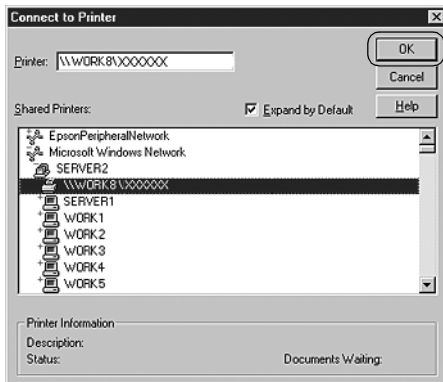 Connect to Printer
Printer: \\WORK8\XXXXXX
OK
Cancel
Shared Printers:
Expand by Default
Help
EpsonPeripheralNetwork
Microsoft Windows Network
SERVER2
\\WORK8\XXXXXX
SERVER1
WORK1
WORK2
WORK3
WORK4
WORK5
Printer Information
Description:
Status:
Documents Waiting: